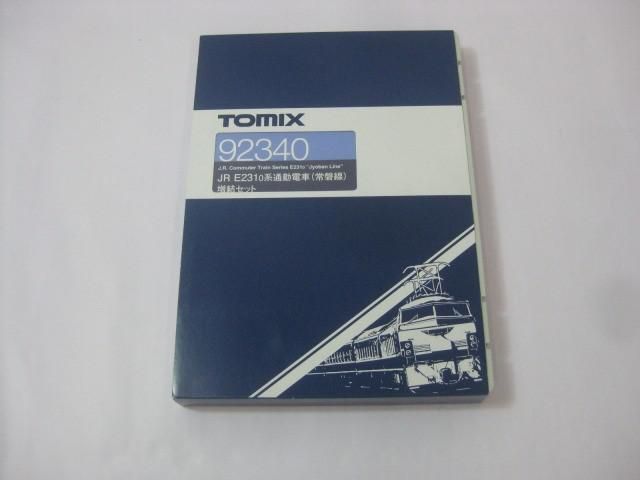 TOMIX
92340
J.R. Commuter Train Series E231₀ "Jyoban Line"
JR E231₀系通勤電車(常磐線)
増結セット